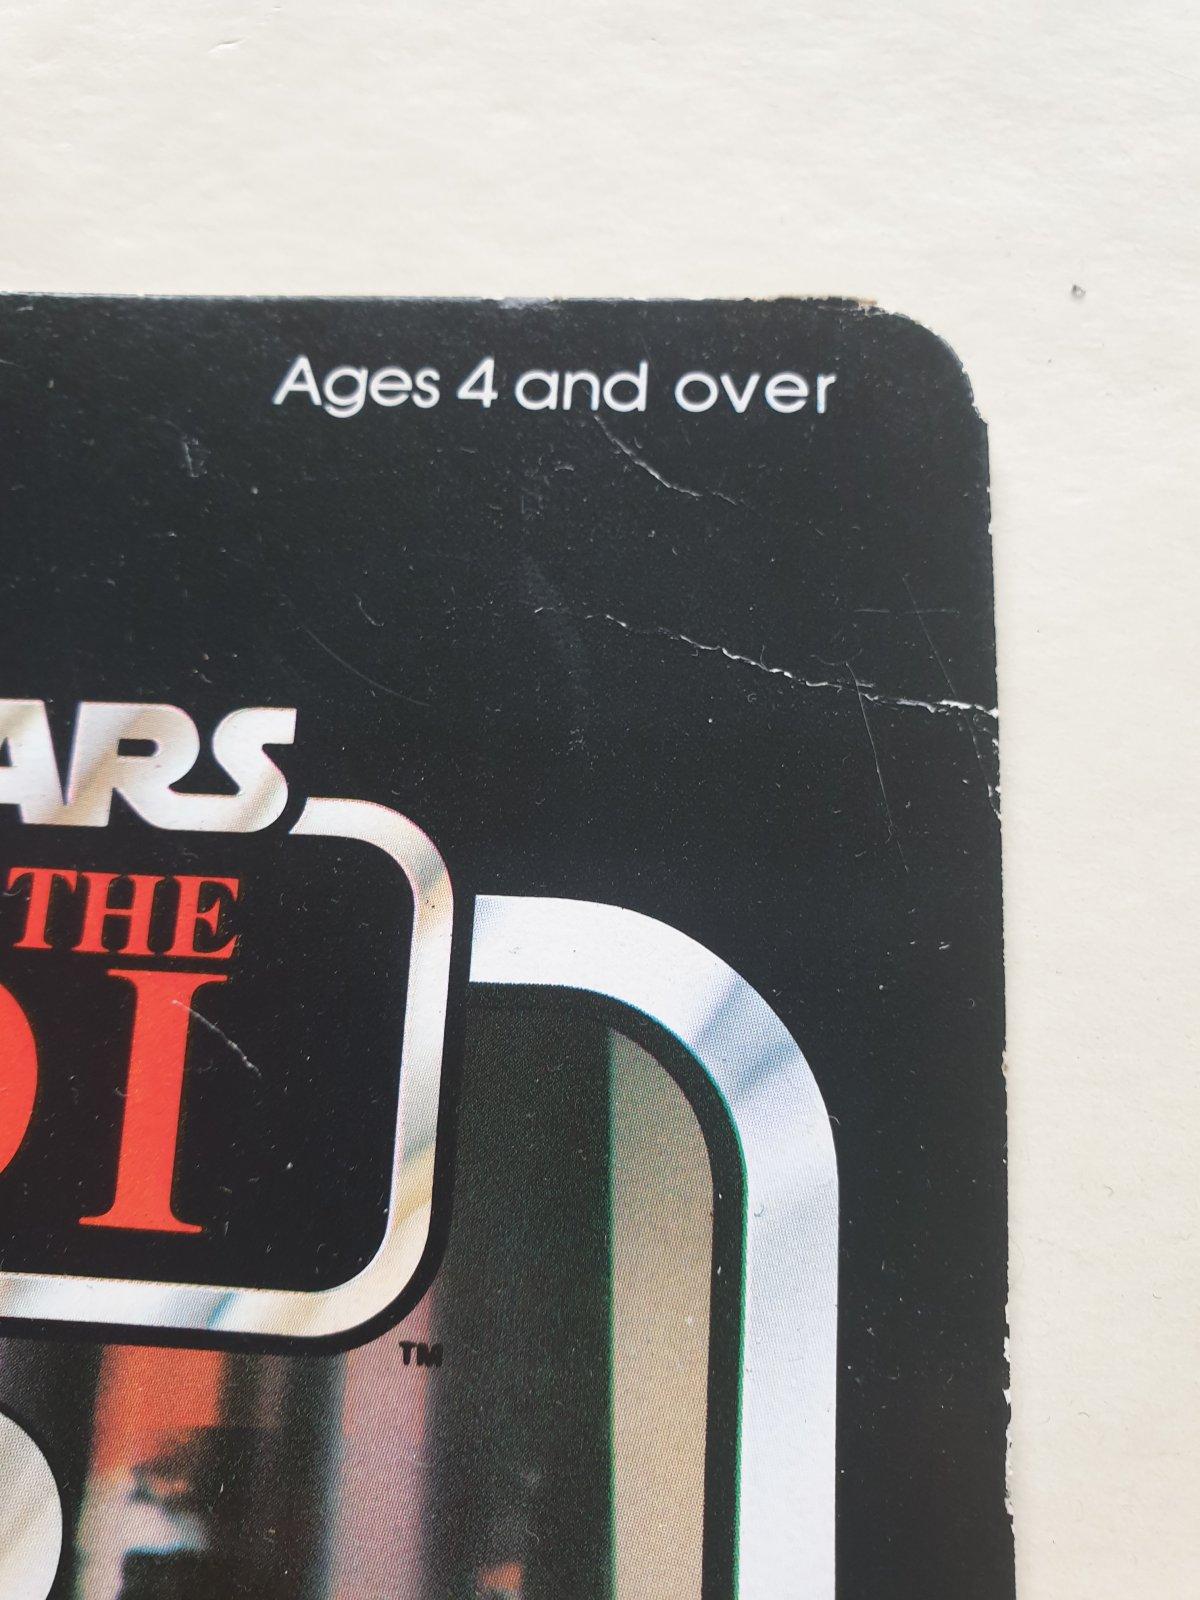 Ages 4 and over
ARS
THE
DI
TM